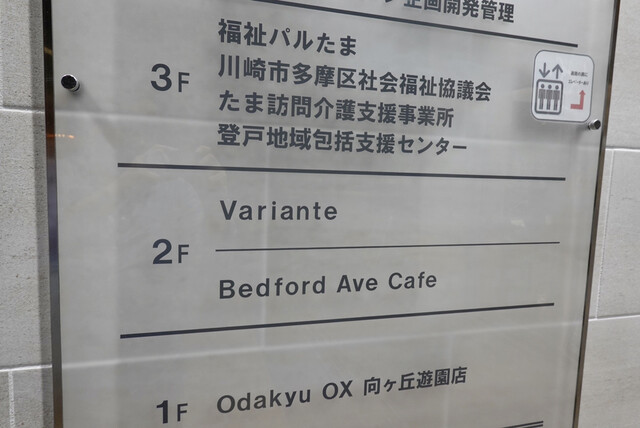 企画開発管理
3F
福祉パルたま
川崎市多摩区社会福祉協議会
たま訪問介護支援事業所
登戸地域包括支援センター
2F
Variante
Bedford Ave Cafe
1F
Odakyu OX 向ヶ丘遊園店